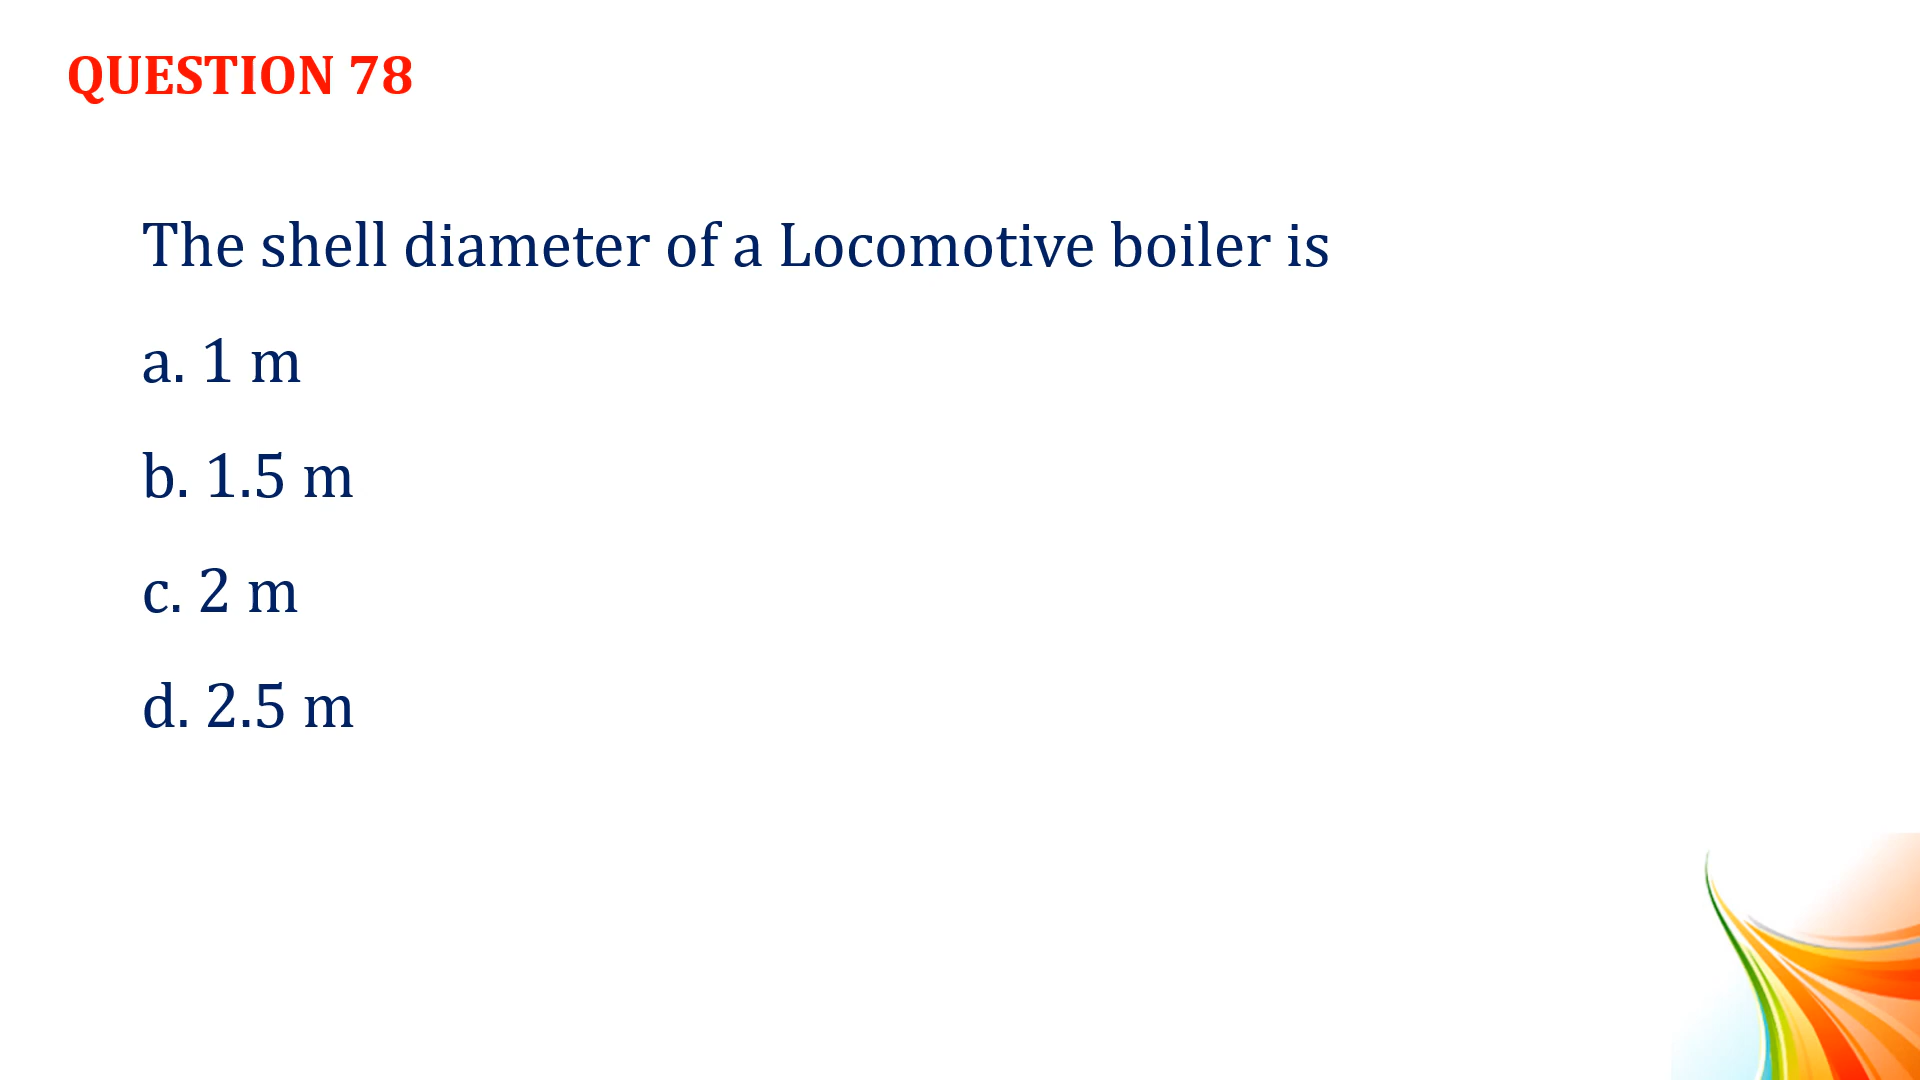 QUESTION 78
The shell diameter of a Locomotive boiler is
a. 1 m
b. 1.5 m
c. 2 m
d. 2.5 m